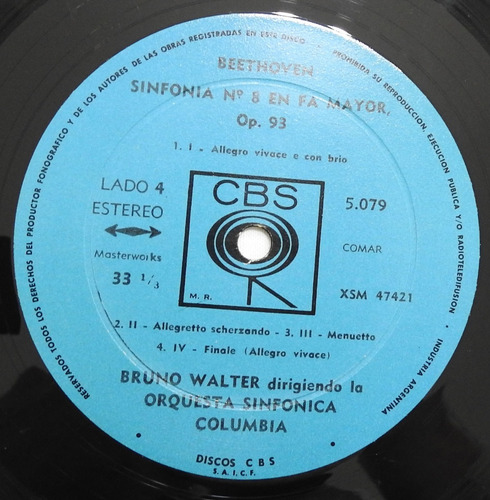 RESERVADOS TODOS LOS DERECHOS DEL PRODUCTOR FONOGRAFICO Y DE LOS AUTORES DE LAS OBRAS REGISTRADAS EN ESTE DISCO • PROHIBIDA SU REPRODUCCION, EJECUCION PUBLICA Y/O RADIOTELEDIFUSION • INDUSTRIA ARGENTINA
BEETHOVEN
SINFONIA Nº 8 EN FA MAYOR,
Op. 93
1. I - Allegro vivace e con brio
LADO 4
ESTEREO
Masterworks
33 1/3
CBS
M. R.
5.079
COMAR
XSM 47421
2. II - Allegretto scherzando - 3. III - Menuetto
4. IV - Finale (Allegro vivace)
BRUNO WALTER dirigiendo la
ORQUESTA SINFONICA
COLUMBIA
DISCOS CBS
S. A. I. C. F.